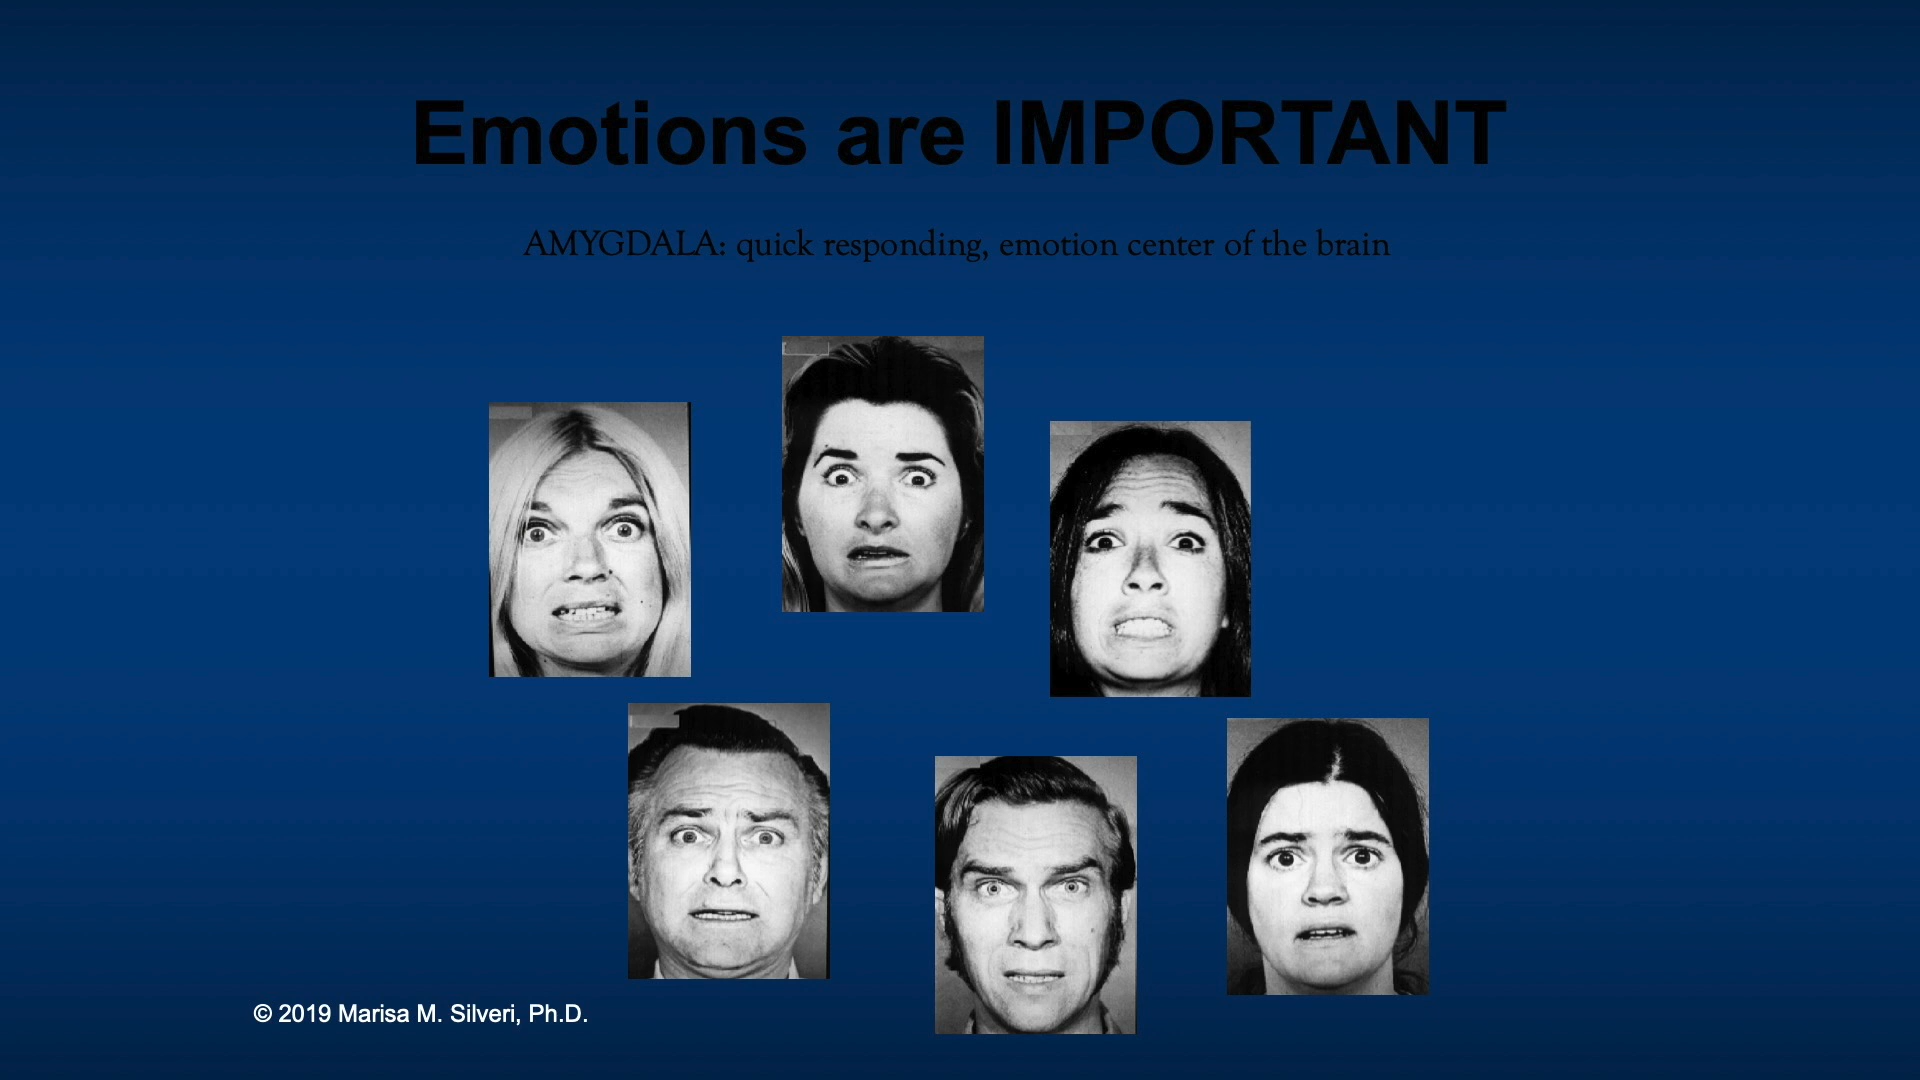 Emotions are IMPORTANT
AMYGDALA: quick responding, emotion center of the brain
© 2019 Marisa M. Silveri, Ph.D.